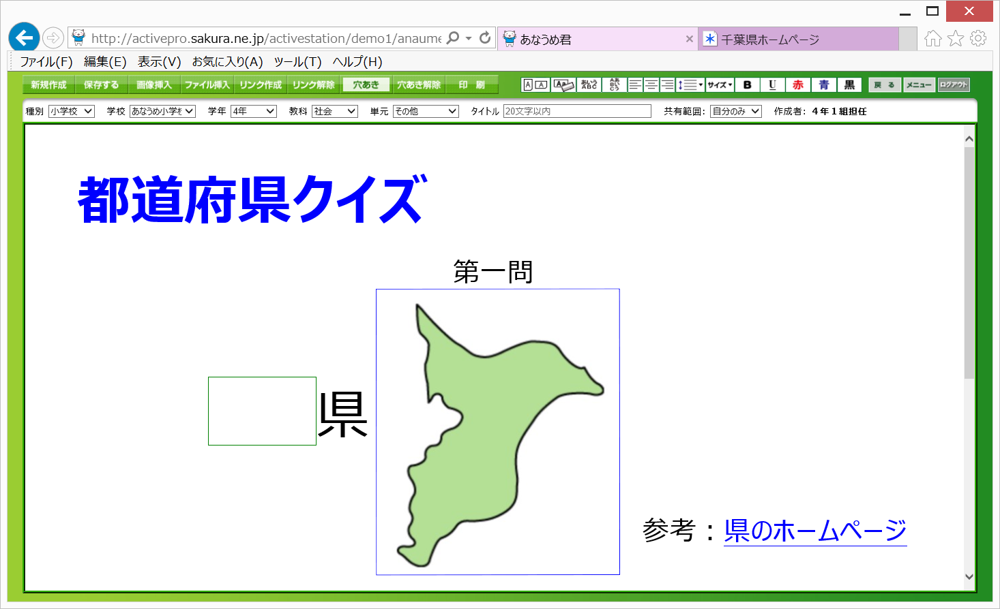 http://activepro.sakura.ne.jp/activestation/demo1/anaume
あなうめ君
千葉県ホームページ
ファイル(F) 編集(E) 表示(V) お気に入り(A) ツール(T) ヘルプ(H)
新規作成 保存する 画像挿入 ファイル挿入 リンク作成 リンク解除 穴あき 穴あき解除 印 刷 サイズ B U 赤 青 黒 戻 る メニュー ログアウト
種別 小学校 学校 あなうめ小学校 学年 4年 教科 社会 単元 その他 タイトル 20文字以内 共有範囲: 自分のみ 作成者: 4年1組担任
都道府県クイズ
第一問
県
参考：県のホームページ